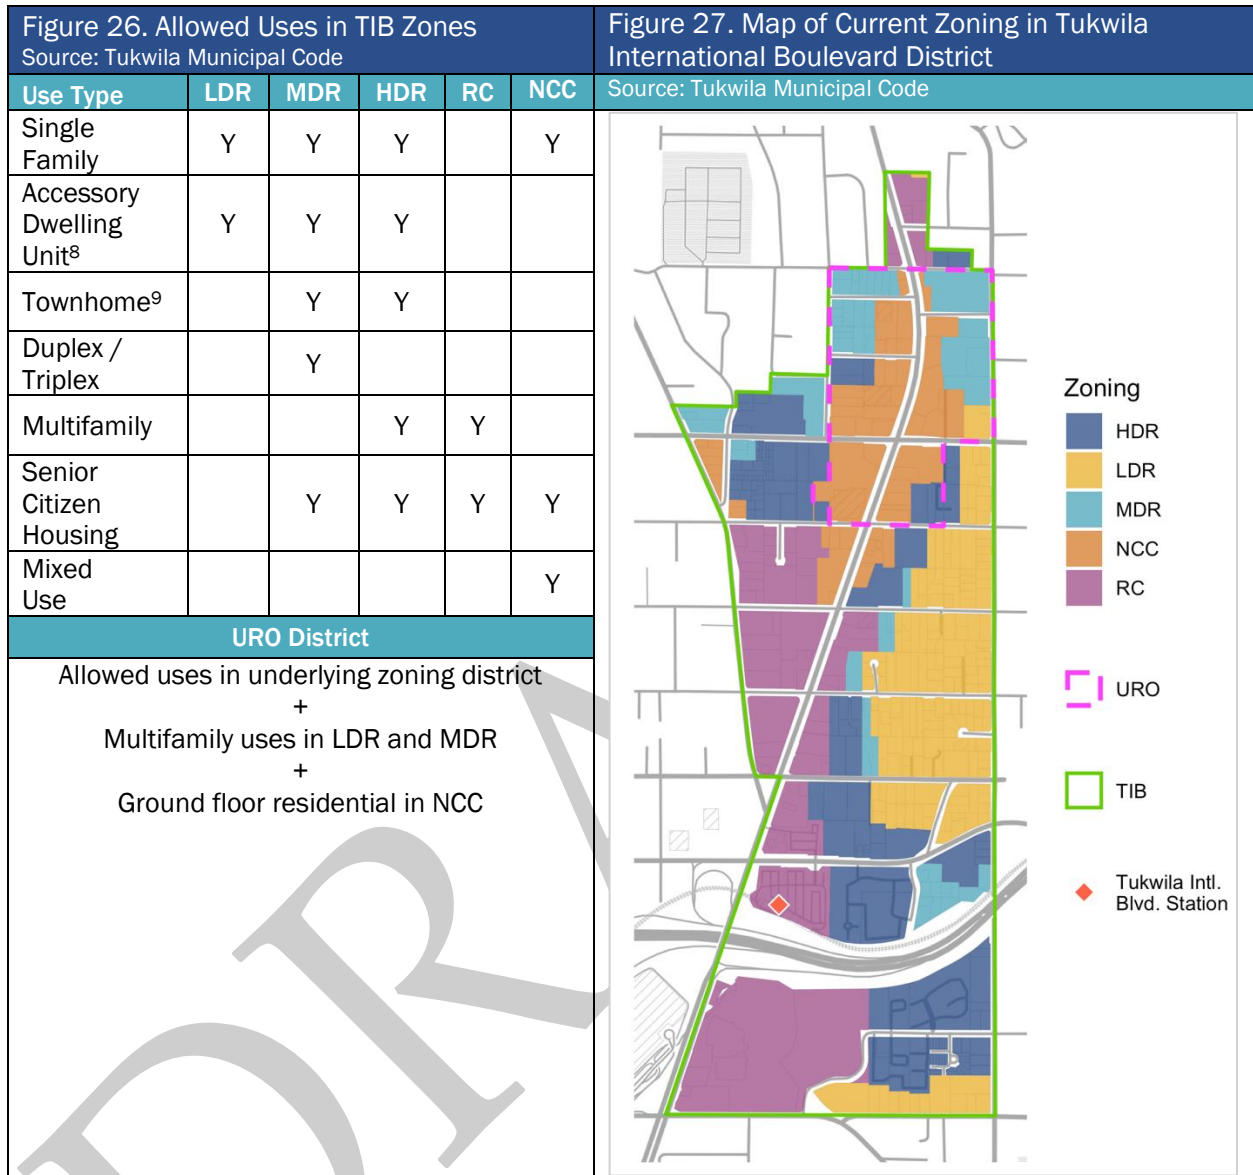 Figure 26. Allowed Uses in TIB Zones
Source: Tukwila Municipal Code
Use Type LDR MDR HDR RC NCC
Single
Family Y Y Y Y
Accessory
Dwelling
Unit⁸ Y Y Y
Townhome⁹ Y Y
Duplex /
Triplex Y
Multifamily Y Y
Senior
Citizen
Housing Y Y Y Y
Mixed
Use Y
URO District
Allowed uses in underlying zoning district
+
Multifamily uses in LDR and MDR
+
Ground floor residential in NCC
Figure 27. Map of Current Zoning in Tukwila
International Boulevard District
Source: Tukwila Municipal Code
Zoning
HDR
LDR
MDR
NCC
RC
URO
TIB
Tukwila Intl.
Blvd. Station
DRA